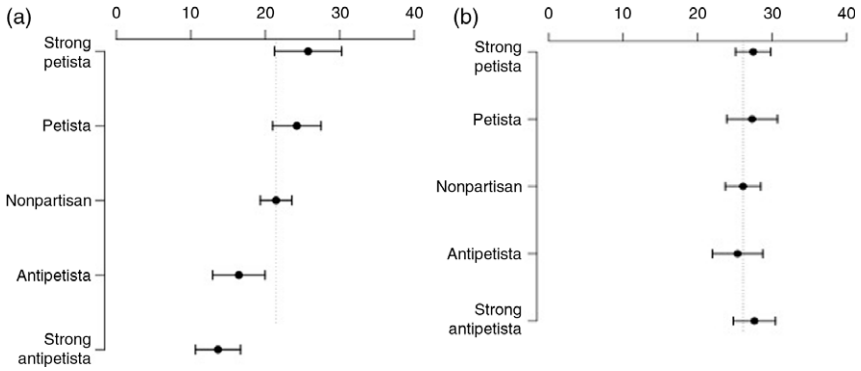 (a)
0 10 20 30 40
Strong
petista
Petista
Nonpartisan
Antipetista
Strong
antipetista
(b)
0 10 20 30 40
Strong
petista
Petista
Nonpartisan
Antipetista
Strong
antipetista